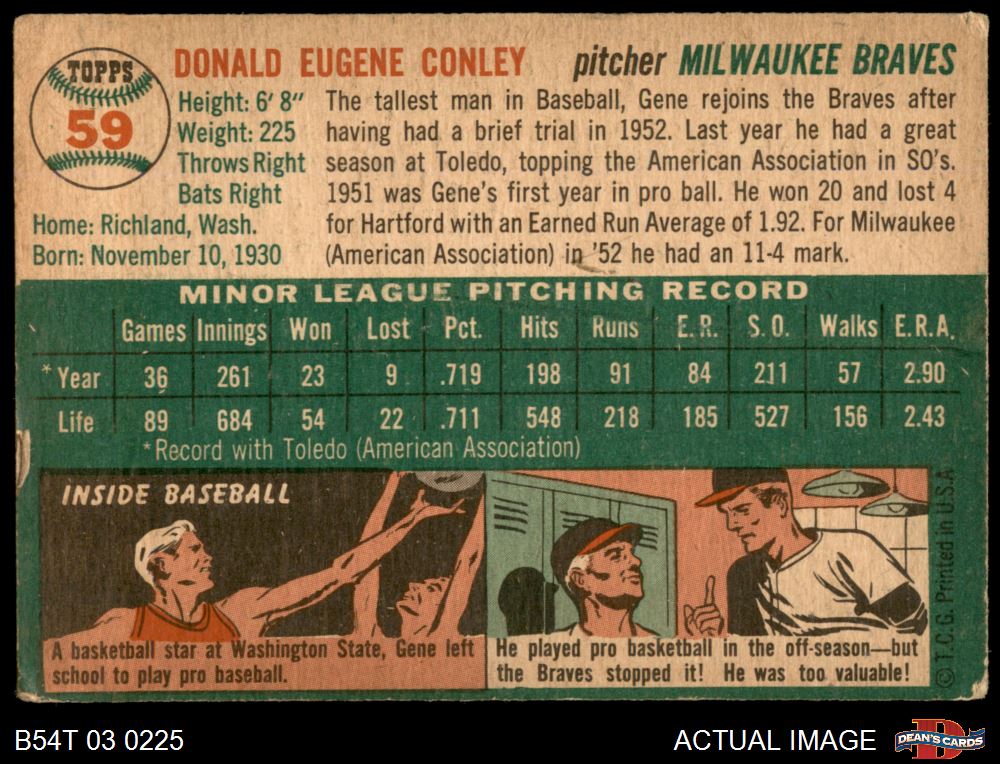 TOPPS
59
DONALD EUGENE CONLEY pitcher MILWAUKEE BRAVES
Height: 6' 8"
Weight: 225
Throws Right
Bats Right
Home: Richland, Wash.
Born: November 10, 1930
The tallest man in Baseball, Gene rejoins the Braves after
having had a brief trial in 1952. Last year he had a great
season at Toledo, topping the American Association in SO's.
1951 was Gene's first year in pro ball. He won 20 and lost 4
for Hartford with an Earned Run Average of 1.92. For Milwaukee
(American Association) in '52 he had an 11-4 mark.
MINOR LEAGUE PITCHING RECORD
Games Innings Won Lost Pct. Hits Runs E.R. S.O. Walks E.R.A.
*Year 36 261 23 9 .719 198 91 84 211 57 2.90
Life 89 684 54 22 .711 548 218 185 527 156 2.43
*Record with Toledo (American Association)
INSIDE BASEBALL
A basketball star at Washington State, Gene left
school to play pro baseball.
He played pro basketball in the off-season—but
the Braves stopped it! He was too valuable!
© T.C.G. Printed in U.S.A
B54T 03 0225
ACTUAL IMAGE
DEAN'S CARDS